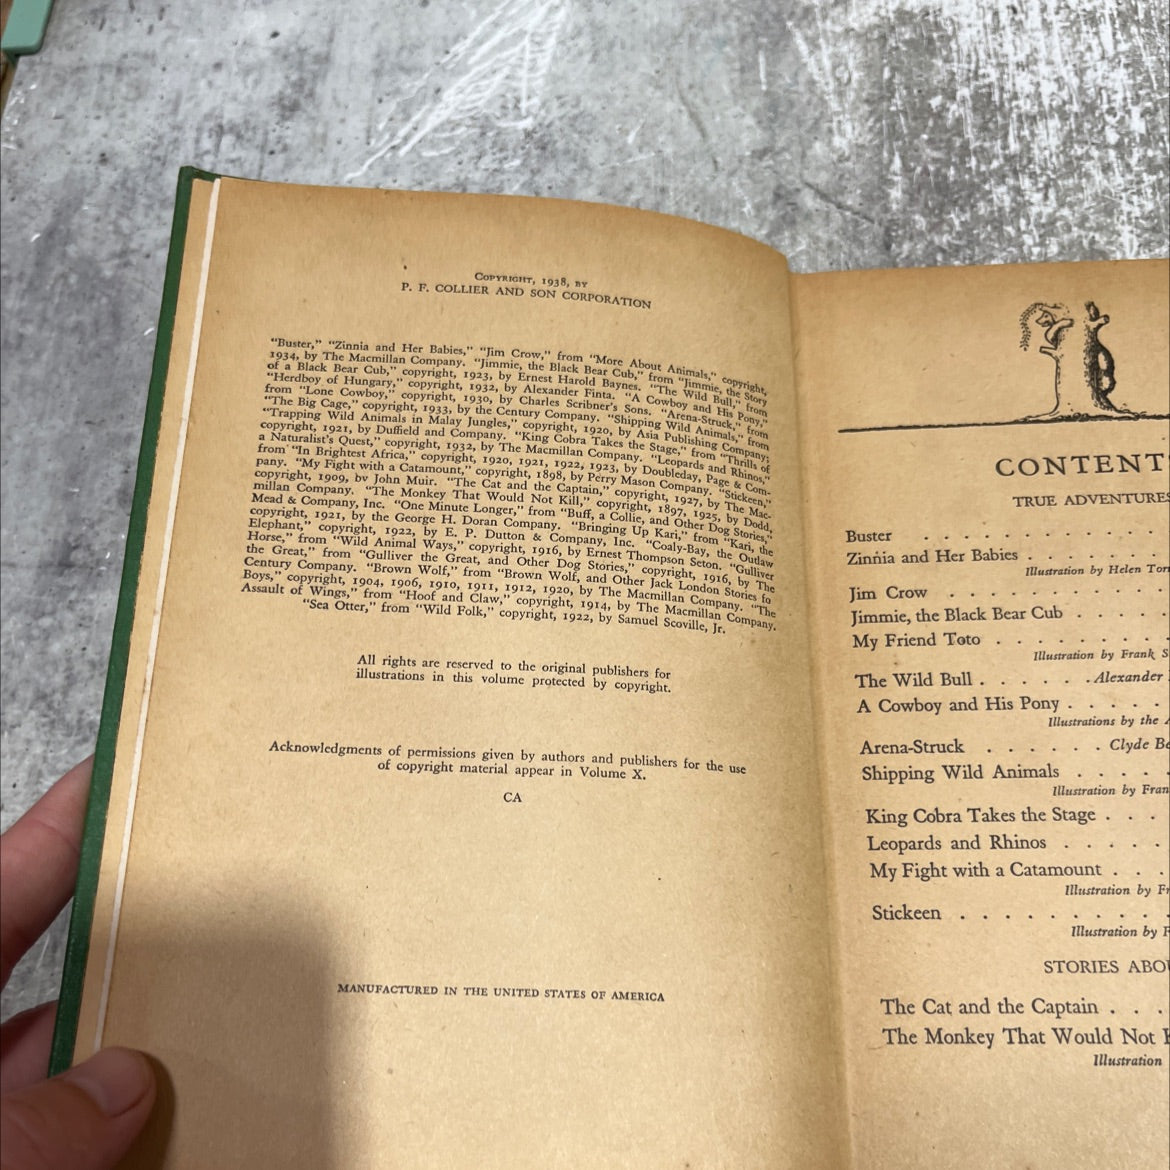 Copyright, 1938, by
P. F. COLLIER AND SON CORPORATION
"Buster," "Zinnia and Her Babies," "Jim Crow," from "More About Animals," copyright,
1934, by The Macmillan Company. "Jimmie, the Black Bear Cub," from "Jimmie, the Story
of a Black Bear Cub," copyright, 1923, by Ernest Harold Baynes. "The Wild Bull," from
"Herdboy of Hungary," copyright, 1932, by Alexander Finta. "A Cowboy and His Pony,"
from "Lone Cowboy," copyright, 1930, by Charles Scribner's Sons. "Arena-Struck," from
"The Big Cage," copyright, 1933, by the Century Company. "Shipping Wild Animals," from
"Trapping Wild Animals in Malay Jungles," copyright, 1920, by Asia Publishing Company;
copyright, 1921, by Duffield and Company. "King Cobra Takes the Stage," from "Thrills of
a Naturalist's Quest," copyright, 1932, by The Macmillan Company. "Leopards and Rhinos,"
from "In Brightest Africa," copyright, 1920, 1921, 1922, 1923, by Doubleday, Page & Com-
pany. "My Fight with a Catamount," copyright, 1898, by Perry Mason Company. "Stickeen,"
copyright, 1909, by John Muir. "The Cat and the Captain," copyright, 1927, by The Mac-
millan Company. "The Monkey That Would Not Kill," copyright, 1897, 1925, by Dodd,
Mead & Company, Inc. "One Minute Longer," from "Buff, a Collie, and Other Dog Stories,"
copyright, 1921, by the George H. Doran Company. "Bringing Up Kari," from "Kari, the
Elephant," copyright, 1922, by E. P. Dutton & Company, Inc. "Coaly-Bay, the Outlaw
Horse," from "Wild Animal Ways," copyright, 1916, by Ernest Thompson Seton. "Gulliver
the Great," from "Gulliver the Great, and Other Dog Stories," copyright, 1916, by The
Century Company. "Brown Wolf," from "Brown Wolf, and Other Jack London Stories fo
Boys," copyright, 1904, 1906, 1910, 1911, 1912, 1920, by The Macmillan Company. "The
Assault of Wings," from "Hoof and Claw," copyright, 1914, by The Macmillan Company.
"Sea Otter," from "Wild Folk," copyright, 1922, by Samuel Scoville, Jr.
All rights are reserved to the original publishers for
illustrations in this volume protected by copyright.
Acknowledgments of permissions given by authors and publishers for the use
of copyright material appear in Volume X.
CA
MANUFACTURED IN THE UNITED STATES OF AMERICA
CONTENT
TRUE ADVENTURES
Buster . . . . . . . . .
Zinnia and Her Babies . . . . . .
Illustration by Helen Tor
Jim Crow . . . . . . . .
Jimmie, the Black Bear Cub . . . .
My Friend Toto . . . . . . . .
Illustration by Frank S
The Wild Bull . . . . . . Alexander
A Cowboy and His Pony . . . .
Illustrations by the A
Arena-Struck . . . . . . Clyde Be
Shipping Wild Animals . . . .
Illustration by Fran
King Cobra Takes the Stage . . .
Leopards and Rhinos . . . . .
My Fight with a Catamount . . .
Illustration by Fr
Stickeen . . . . . . . . .
Illustration by F
STORIES ABO
The Cat and the Captain . . .
The Monkey That Would Not
Illustration